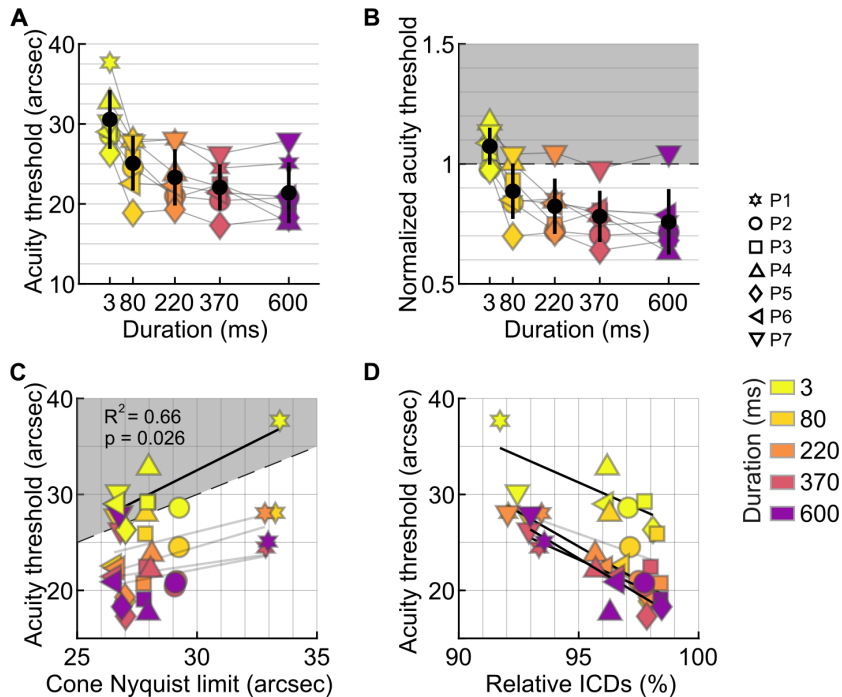 A
Acuity threshold (arcsec)
40
30
20
10
3 80 220 370 600
Duration (ms)
B
Normalized acuity threshold
1.5
1
0.5
3 80 220 370 600
Duration (ms)
P1
P2
P3
P4
P5
P6
P7
C
Acuity threshold (arcsec)
40
30
20
R² = 0.66
p = 0.026
25 30 35
Cone Nyquist limit (arcsec)
D
Acuity threshold (arcsec)
40
30
20
90 95 100
Relative ICDs (%)
Duration (ms)
3
80
220
370
600